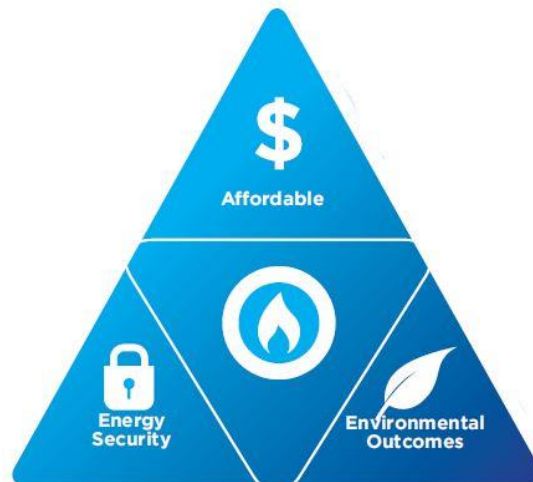 $
Affordable
Energy
Security
Environmental
Outcomes